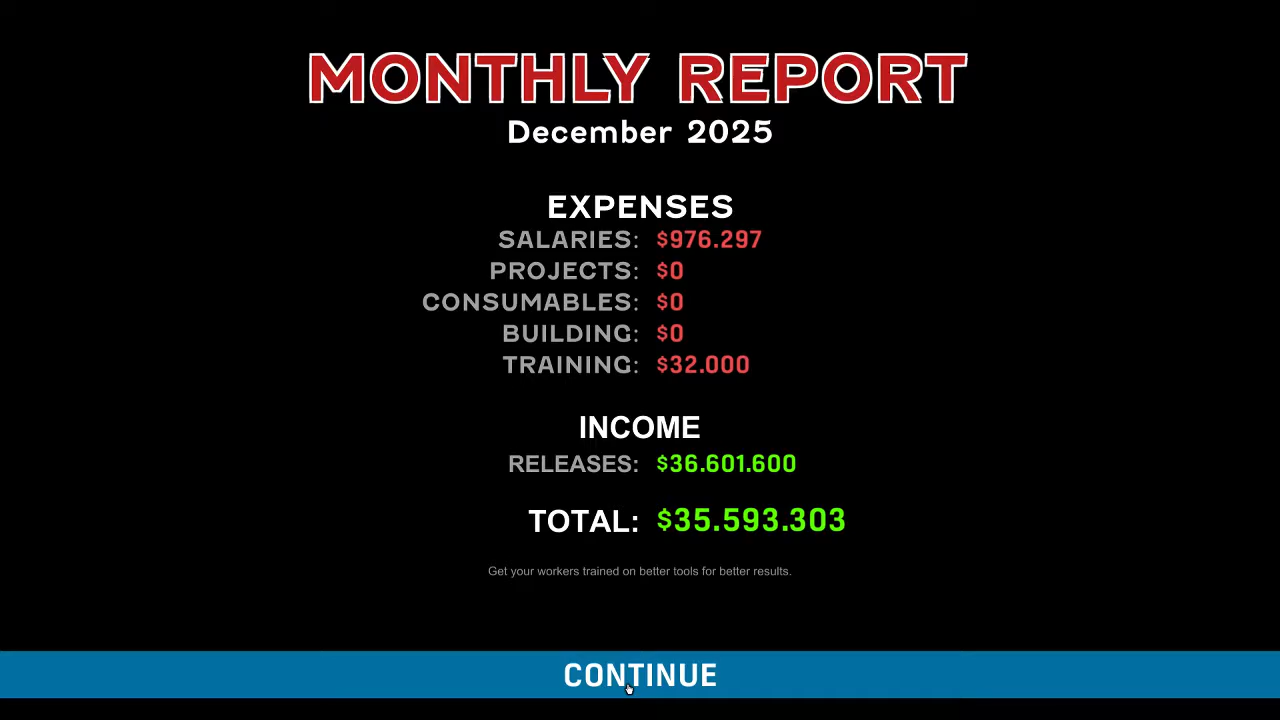 MONTHLY REPORT
December 2025
EXPENSES
SALARIES: $976.297
PROJECTS: $0
CONSUMABLES: $0
BUILDING: $0
TRAINING: $32.000
INCOME
RELEASES: $36.601.600
TOTAL: $35.593.303
Get your workers trained on better tools for better results.
CONTINUE